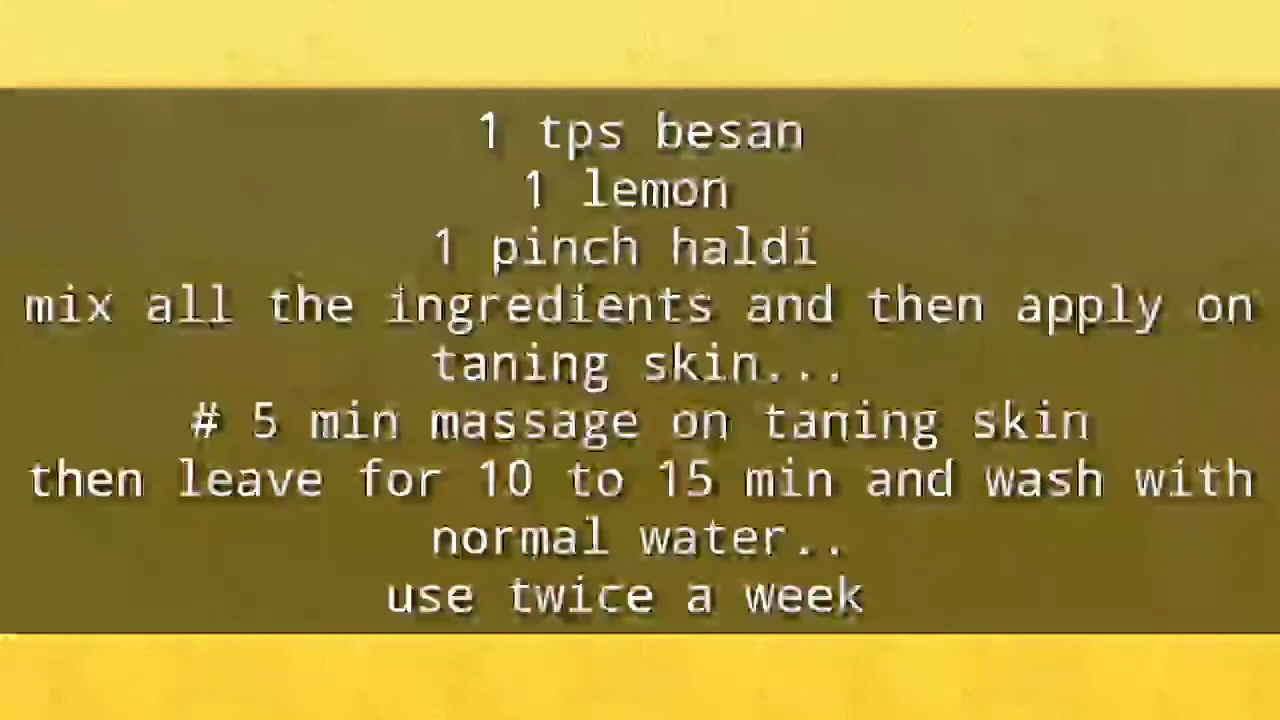 1 tps besan
1 lemon
1 pinch haldi
mix all the ingredients and then apply on
taning skin...
# 5 min massage on taning skin
then leave for 10 to 15 min and wash with
normal water..
use twice a week